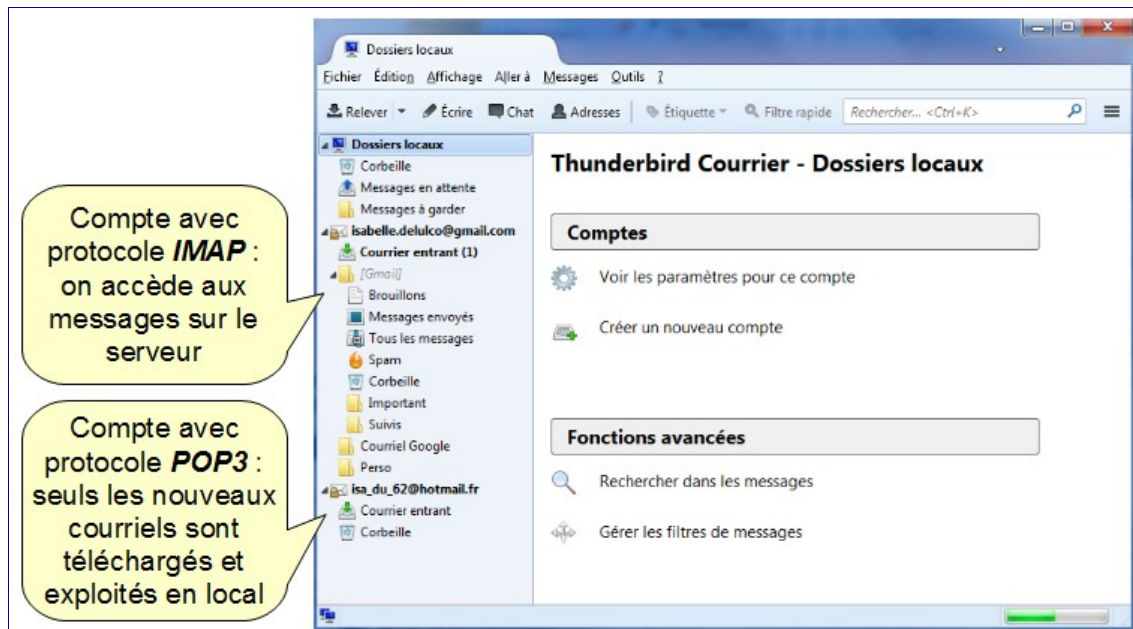 Dossiers locaux
Fichier Édition Affichage Aller à Messages Outils ?
Relever Écrire Chat Adresses Étiquette Filtre rapide Rechercher... <Ctrl+K>
Dossiers locaux
Corbeille
Messages en attente
Messages à garder
isabelle.delulco@gmail.com
Courrier entrant (1)
[Gmail]
Brouillons
Messages envoyés
Tous les messages
Spam
Corbeille
Important
Suivis
Courriel Google
Perso
isa_du_62@hotmail.fr
Courrier entrant
Corbeille
Thunderbird Courrier - Dossiers locaux
Comptes
Voir les paramètres pour ce compte
Créer un nouveau compte
Fonctions avancées
Rechercher dans les messages
Gérer les filtres de messages
Compte avec
protocole IMAP :
on accède aux
messages sur le
serveur
Compte avec
protocole POP3 :
seuls les nouveaux
courriels sont
téléchargés et
exploités en local